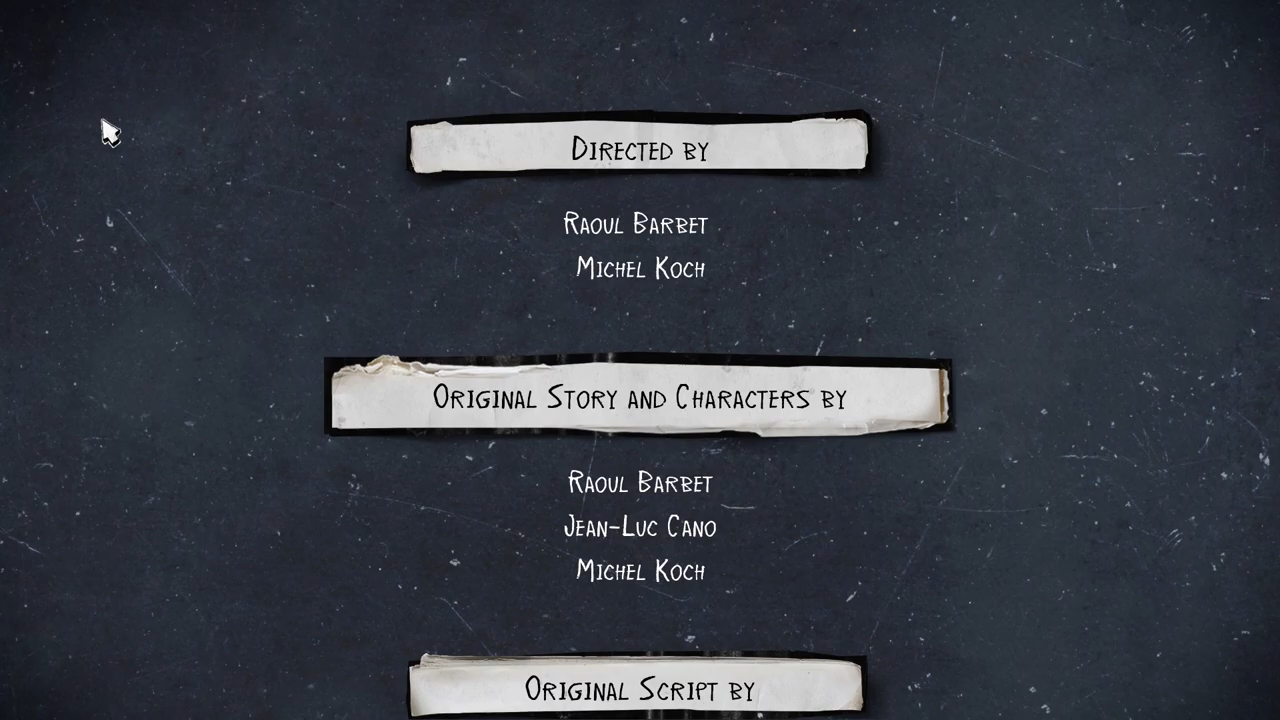 Directed by
Raoul Barbet
Michel Koch
Original Story and Characters by
Raoul Barbet
Jean-Luc Cano
Michel Koch
Original Script by